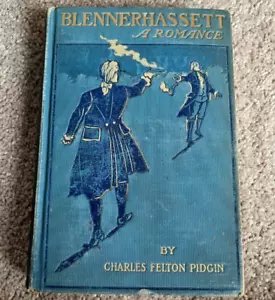 BLENNERHASSETT
A ROMANCE
BY
CHARLES FELTON PIDGIN